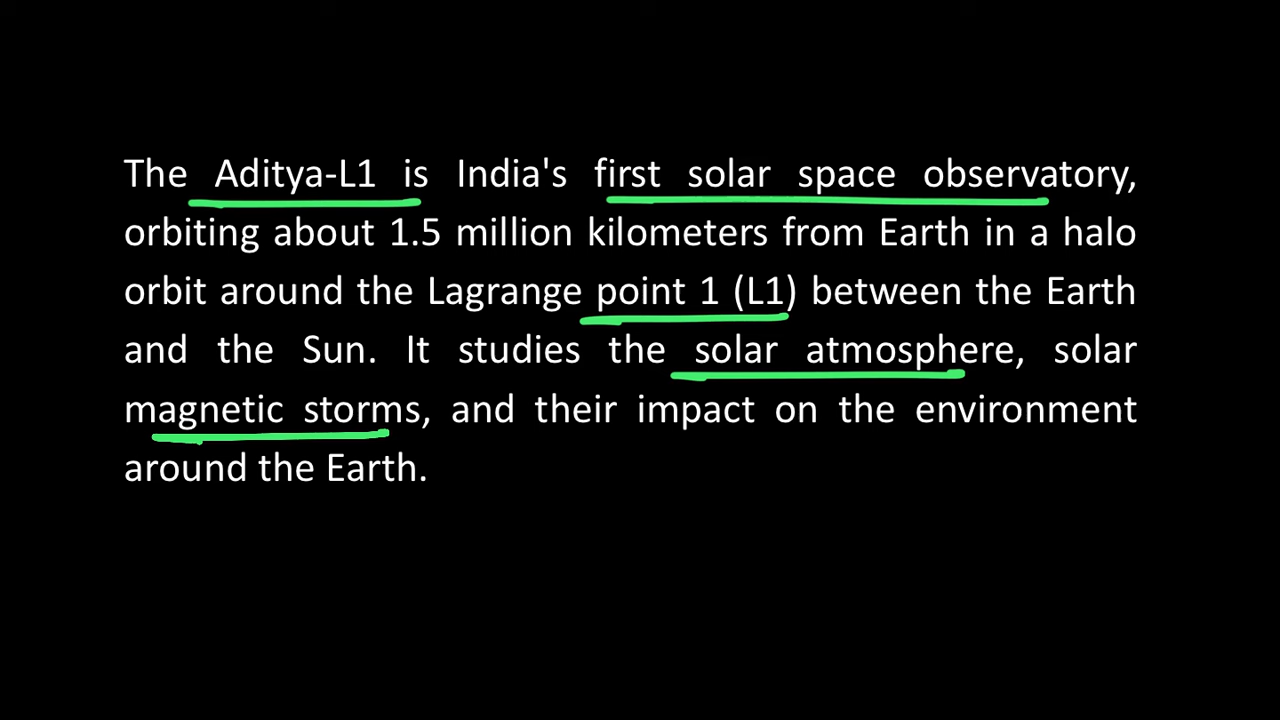 The Aditya-L1 is India's first solar space observatory,
orbiting about 1.5 million kilometers from Earth in a halo
orbit around the Lagrange point 1 (L1) between the Earth
and the Sun. It studies the solar atmosphere, solar
magnetic storms, and their impact on the environment
around the Earth.